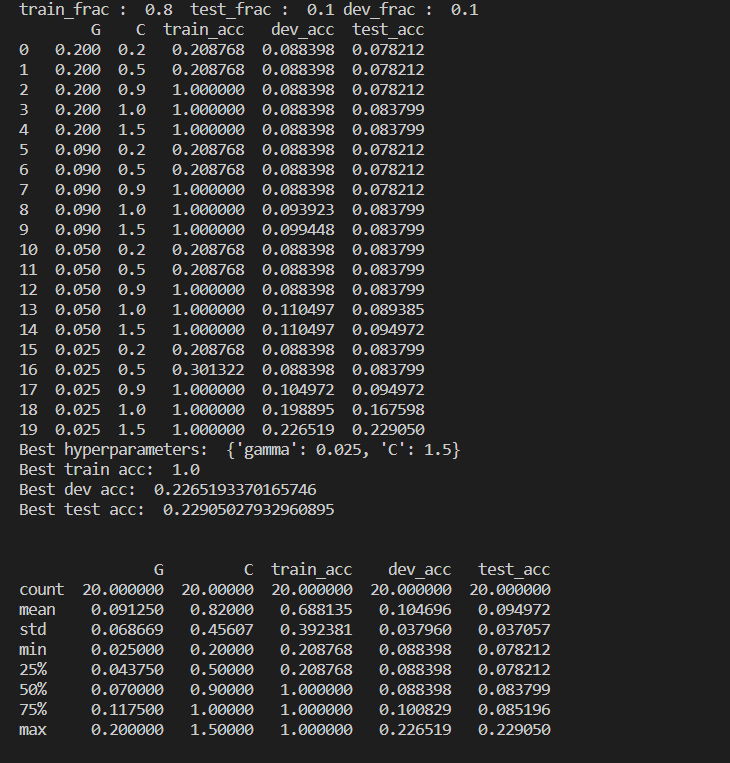 train_frac :  0.8  test_frac :  0.1 dev_frac :  0.1
        G    C  train_acc   dev_acc  test_acc
0   0.200  0.2   0.208768  0.088398  0.078212
1   0.200  0.5   0.208768  0.088398  0.078212
2   0.200  0.9   1.000000  0.088398  0.078212
3   0.200  1.0   1.000000  0.088398  0.083799
4   0.200  1.5   1.000000  0.088398  0.083799
5   0.090  0.2   0.208768  0.088398  0.078212
6   0.090  0.5   0.208768  0.088398  0.078212
7   0.090  0.9   1.000000  0.088398  0.078212
8   0.090  1.0   1.000000  0.093923  0.083799
9   0.090  1.5   1.000000  0.099448  0.083799
10  0.050  0.2   0.208768  0.088398  0.083799
11  0.050  0.5   0.208768  0.088398  0.083799
12  0.050  0.9   1.000000  0.088398  0.083799
13  0.050  1.0   1.000000  0.110497  0.089385
14  0.050  1.5   1.000000  0.110497  0.094972
15  0.025  0.2   0.208768  0.088398  0.083799
16  0.025  0.5   0.301322  0.088398  0.083799
17  0.025  0.9   1.000000  0.104972  0.094972
18  0.025  1.0   1.000000  0.198895  0.167598
19  0.025  1.5   1.000000  0.226519  0.229050
Best hyperparameters:  {'gamma': 0.025, 'C': 1.5}
Best train acc:  1.0
Best dev acc:  0.2265193370165746
Best test acc:  0.22905027932960895
               G         C  train_acc    dev_acc   test_acc
count  20.000000  20.00000  20.000000  20.000000  20.000000
mean    0.091250   0.82000   0.688135   0.104696   0.094972
std     0.068669   0.45607   0.392381   0.037960   0.037057
min     0.025000   0.20000   0.208768   0.088398   0.078212
25%     0.043750   0.50000   0.208768   0.088398   0.078212
50%     0.070000   0.90000   1.000000   0.088398   0.083799
75%     0.117500   1.00000   1.000000   0.100829   0.085196
max     0.200000   1.50000   1.000000   0.226519   0.229050